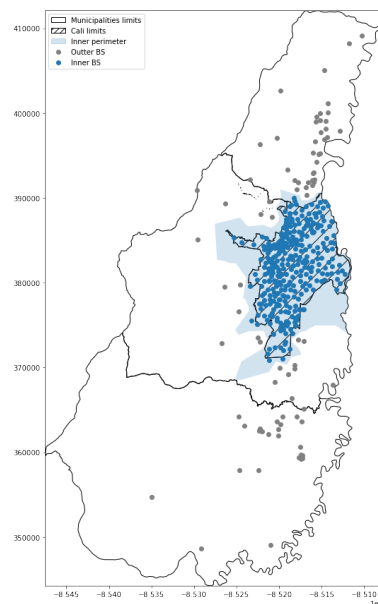 Municipalities limits
Cali limits
Inner perimeter
Outter BS
Inner BS
410000
400000
390000
380000
370000
360000
350000
−8.545 −8.540 −8.535 −8.530 −8.525 −8.520 −8.515 −8.510